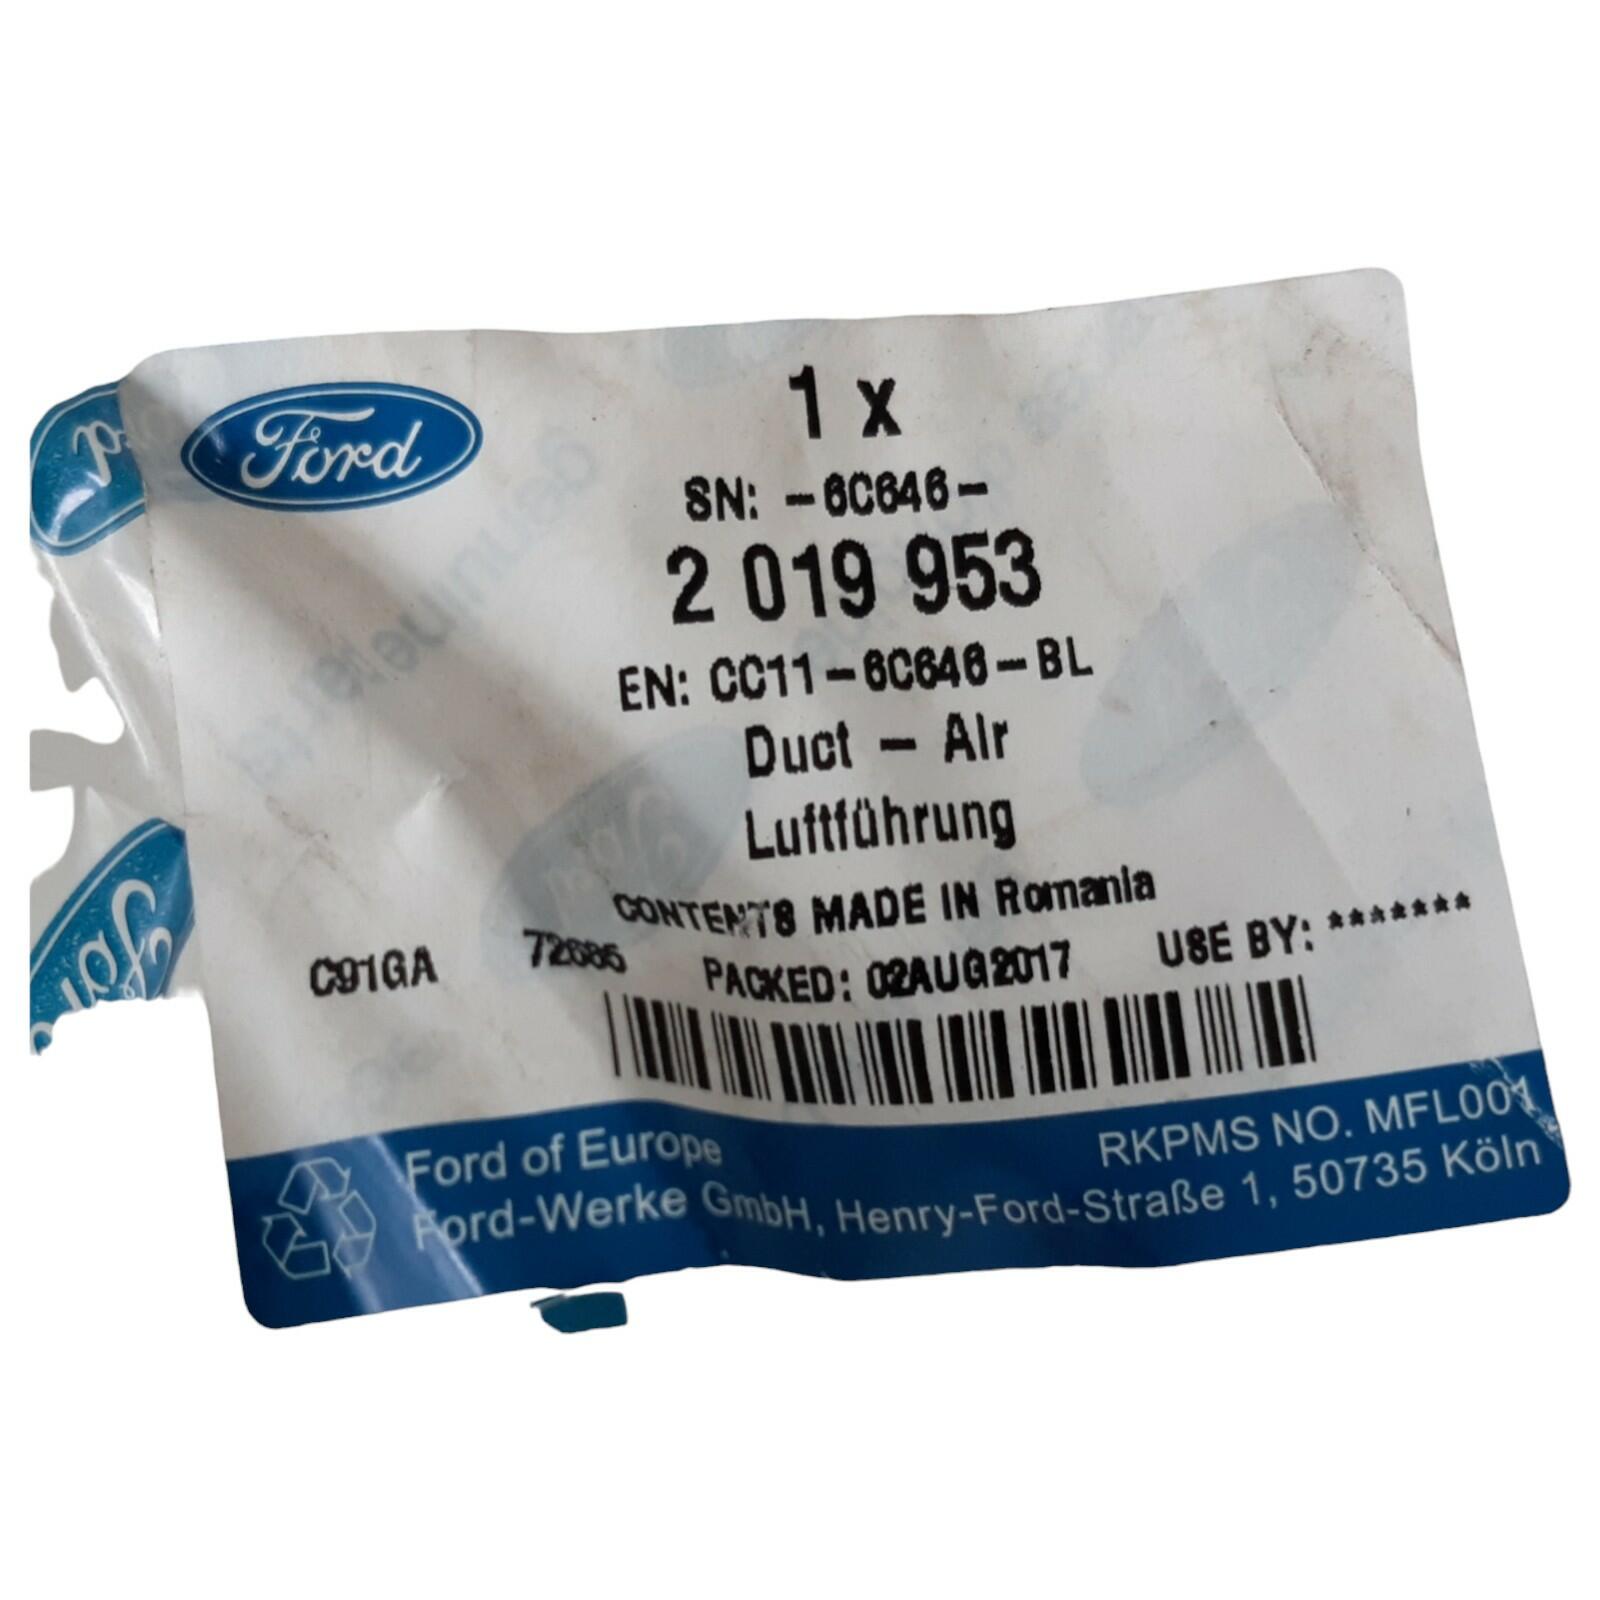 Ford
1 x
SN: -6C646-
2 019 953
EN: CC11-6C646-BL
Duct - Air
Luftführung
CONTENTS MADE IN Romania
C91GA 72685 PACKED: 02AUG2017 USE BY: *******
Ford of Europe RKPMS NO. MFL001
Ford-Werke GmbH, Henry-Ford-Straße 1, 50735 Köln